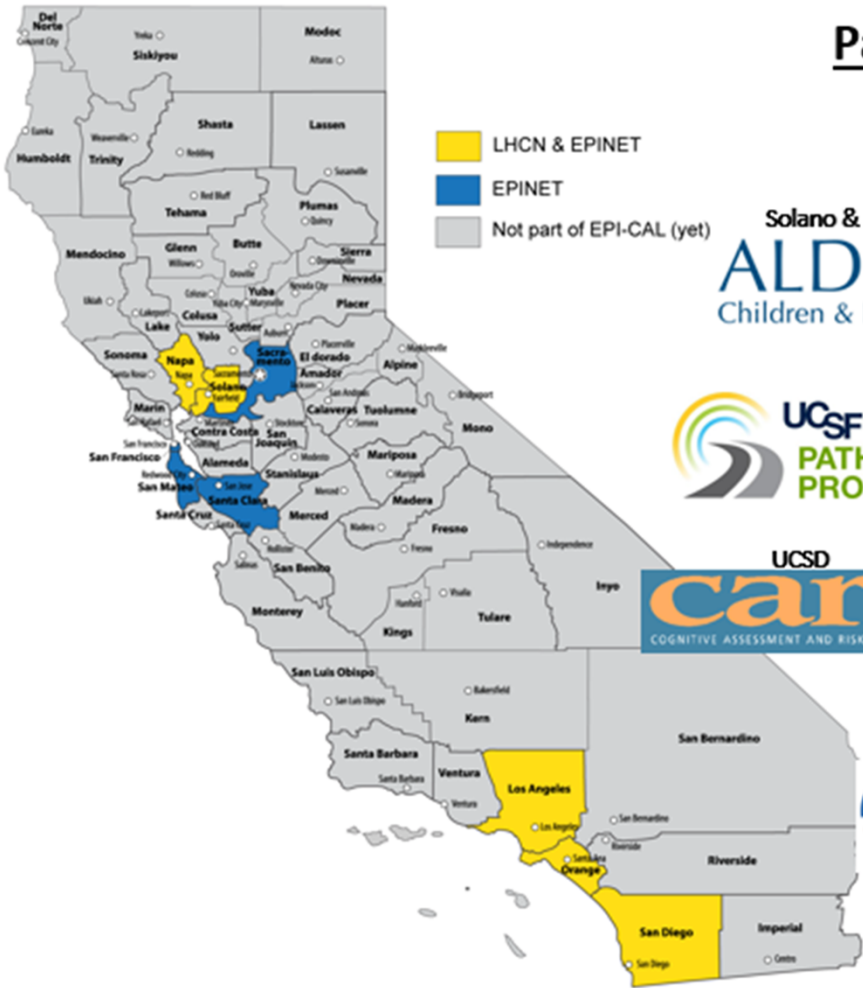 Pa
LHCN & EPINET
EPINET
Not part of EPI-CAL (yet)
Solano &
ALD
Children &
UCSF
PATH
PRO
UCSD
car
COGNITIVE ASSESSMENT AND RISK
Del
Norte
Crescent City
Yreka
Siskiyou
Modoc
Alturas
Eureka
Humboldt
Weaverville
Trinity
Shasta
Redding
Lassen
Susanville
Red Bluff
Tehama
Plumas
Quincy
Mendocino
Ukiah
Glenn
Willows
Butte
Oroville
Sierra
Downieville
Nevada
Nevada City
Placer
Lakeport
Lake
Colusa
Colusa
Yuba
Yuba City
Marysville
Sutter
Auburn
Yolo
Sonoma
Santa Rosa
Napa
Napa
Sacra-
mento
Sacramento
Solano
Fairfield
Placerville
El dorado
Amador
Jackson
Markleeville
Alpine
San Andreas
Calaveras
Tuolumne
Sonora
Bridgeport
Mono
Marin
San Rafael
Martinez
Contra Costa
Stockton
San
Joaquin
San Francisco
San Francisco
Oakland
Alameda
Modesto
Stanislaus
Redwood City
San Mateo
San Jose
Santa Clara
Santa Cruz
Santa Cruz
Mariposa
Mariposa
Merced
Merced
Madera
Madera
Fresno
Fresno
Hollister
San Benito
Salinas
Monterey
Independence
Inyo
Hanford
Visalia
Kings
Tulare
San Luis Obispo
San Luis Obispo
Bakersfield
Kern
San Bernardino
San Bernardino
Santa Barbara
Santa Barbara
Ventura
Ventura
Los Angeles
Los Angeles
Riverside
Riverside
Santa Ana
Orange
San Diego
San Diego
Imperial
Centro